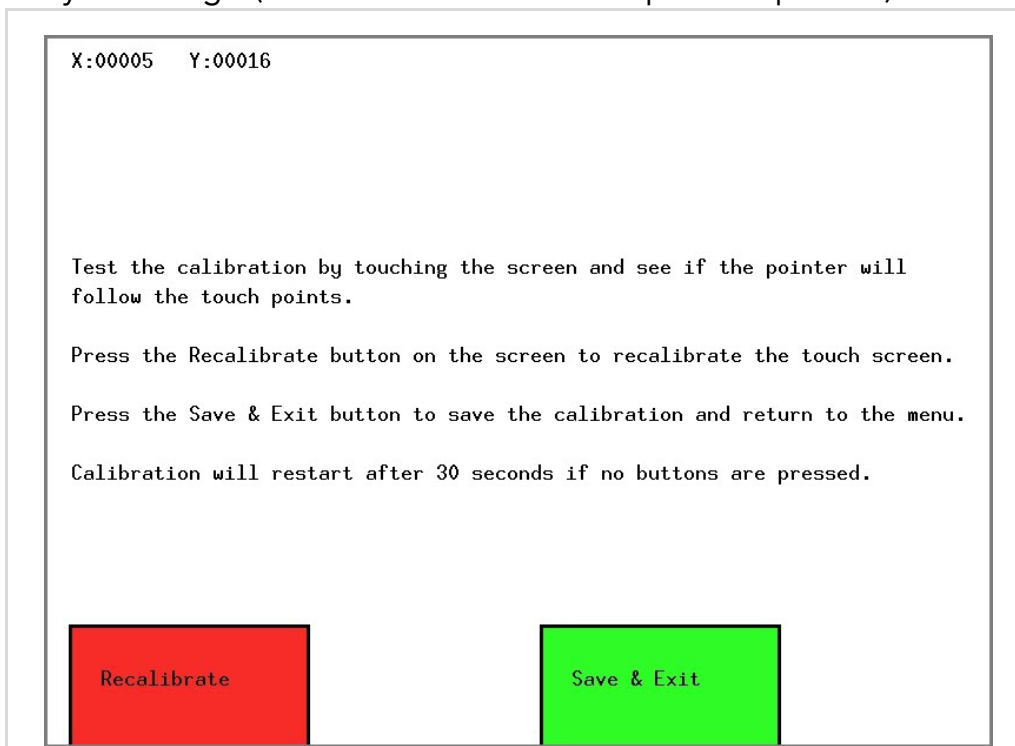 X:00005 Y:00016
Test the calibration by touching the screen and see if the pointer will
follow the touch points.
Press the Recalibrate button on the screen to recalibrate the touch screen.
Press the Save & Exit button to save the calibration and return to the menu.
Calibration will restart after 30 seconds if no buttons are pressed.
Recalibrate
Save & Exit